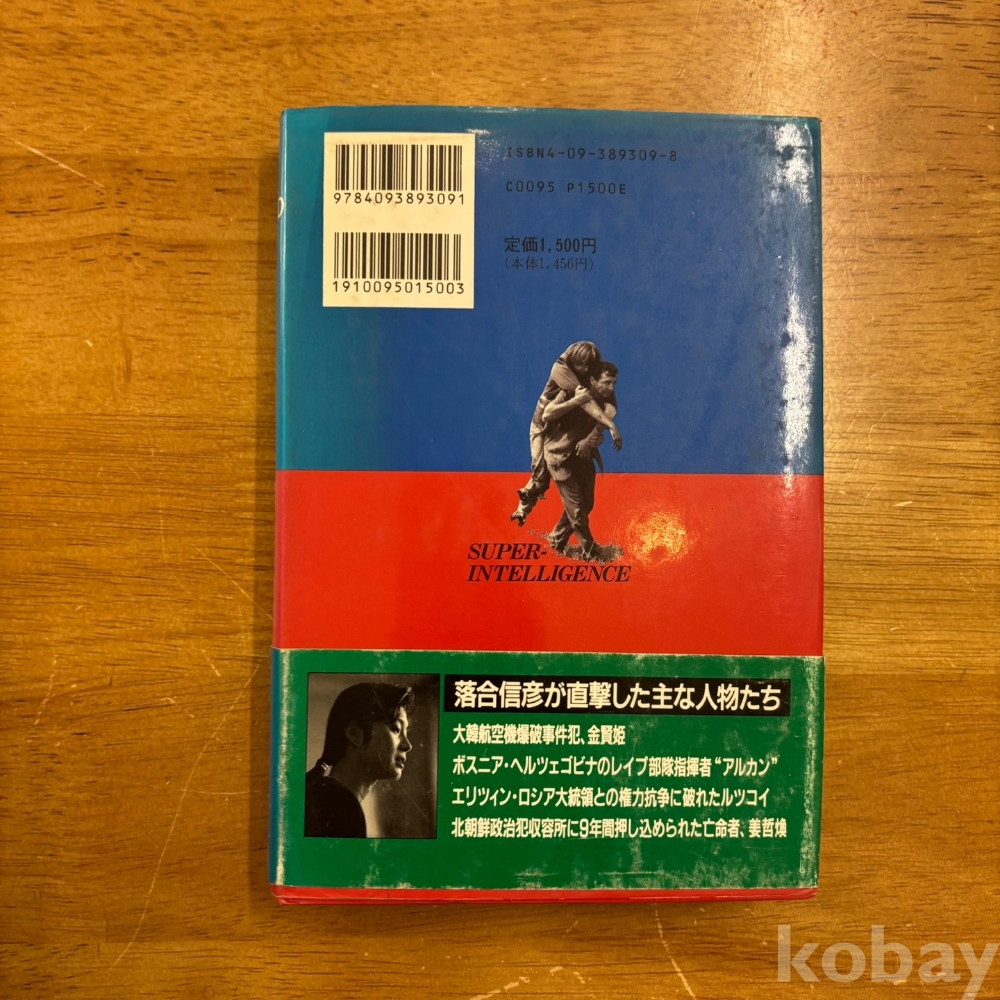 ISBN4-09-389309-8
C0095 P1500E
9784093893091
1910095015003
定価1,500円
(本体1,456円)
SUPER-
INTELLIGENCE
落合信彦が直撃した主な人物たち
大韓航空機爆破事件犯、金賢姫
ボスニア・ヘルツェゴビナのレイプ部隊指揮者“アルカン”
エリツィン・ロシア大統領との権力抗争に破れたルツコイ
北朝鮮政治犯収容所に9年間押し込められた亡命者、姜哲煥
kobay